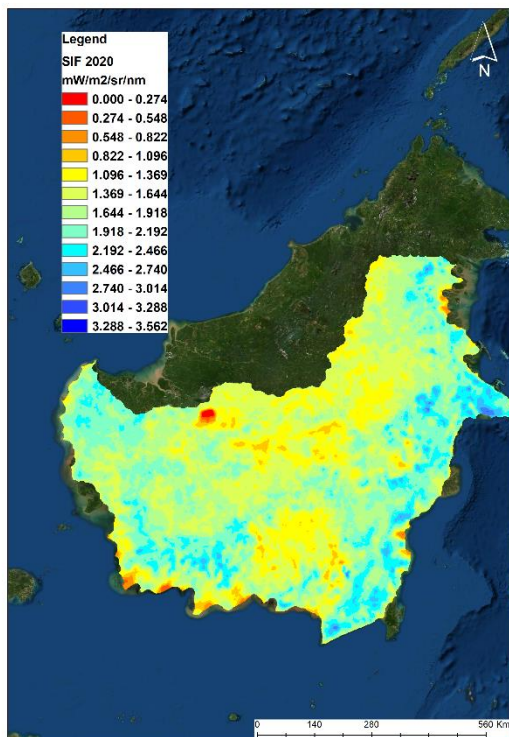 Legend
SIF 2020
mW/m2/sr/nm
0.000 - 0.274
0.274 - 0.548
0.548 - 0.822
0.822 - 1.096
1.096 - 1.369
1.369 - 1.644
1.644 - 1.918
1.918 - 2.192
2.192 - 2.466
2.466 - 2.740
2.740 - 3.014
3.014 - 3.288
3.288 - 3.562
N
0 140 280 560 Km